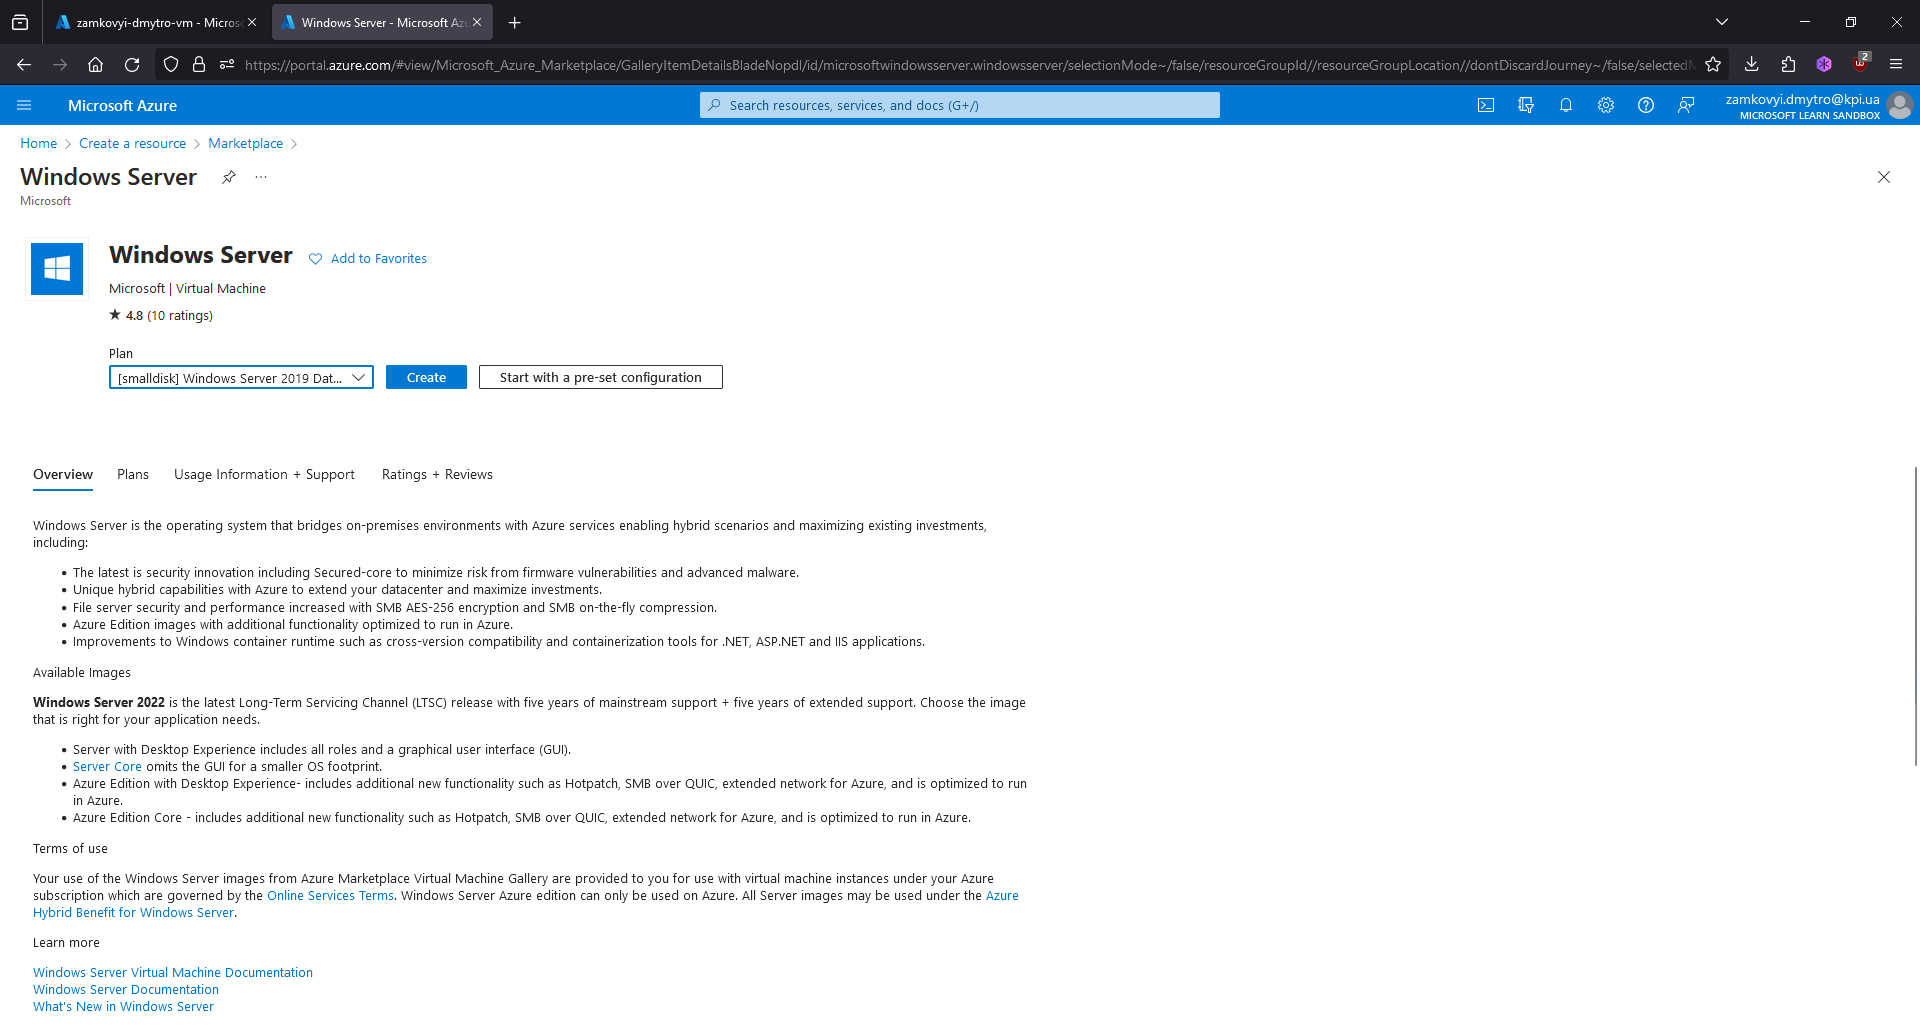 zamkovyi-dmytro-vm - Micros
Windows Server - Microsoft Az
https://portal.azure.com/#view/Microsoft_Azure_Marketplace/GalleryItemDetailsBladeNopdl/id/microsoftwindowsserver.windowsserver/selectionMode~/false/resourceGroupId//resourceGroupLocation//dontDiscardJourney~/false/selectedM
2
Microsoft Azure
Search resources, services, and docs (G+/)
zamkovyi.dmytro@kpi.ua
MICROSOFT LEARN SANDBOX
Home > Create a resource > Marketplace >
Windows Server
...
Microsoft
Windows Server
Add to Favorites
Microsoft | Virtual Machine
★ 4.8 (10 ratings)
Plan
[smalldisk] Windows Server 2019 Dat...
Create
Start with a pre-set configuration
Overview
Plans
Usage Information + Support
Ratings + Reviews
Windows Server is the operating system that bridges on-premises environments with Azure services enabling hybrid scenarios and maximizing existing investments,
including:
• The latest is security innovation including Secured-core to minimize risk from firmware vulnerabilities and advanced malware.
• Unique hybrid capabilities with Azure to extend your datacenter and maximize investments.
• File server security and performance increased with SMB AES-256 encryption and SMB on-the-fly compression.
• Azure Edition images with additional functionality optimized to run in Azure.
• Improvements to Windows container runtime such as cross-version compatibility and containerization tools for .NET, ASP.NET and IIS applications.
Available Images
Windows Server 2022 is the latest Long-Term Servicing Channel (LTSC) release with five years of mainstream support + five years of extended support. Choose the image
that is right for your application needs.
• Server with Desktop Experience includes all roles and a graphical user interface (GUI).
• Server Core omits the GUI for a smaller OS footprint.
• Azure Edition with Desktop Experience- includes additional new functionality such as Hotpatch, SMB over QUIC, extended network for Azure, and is optimized to run
in Azure.
• Azure Edition Core - includes additional new functionality such as Hotpatch, SMB over QUIC, extended network for Azure, and is optimized to run in Azure.
Terms of use
Your use of the Windows Server images from Azure Marketplace Virtual Machine Gallery are provided to you for use with virtual machine instances under your Azure
subscription which are governed by the Online Services Terms. Windows Server Azure edition can only be used on Azure. All Server images may be used under the Azure
Hybrid Benefit for Windows Server.
Learn more
Windows Server Virtual Machine Documentation
Windows Server Documentation
What's New in Windows Server